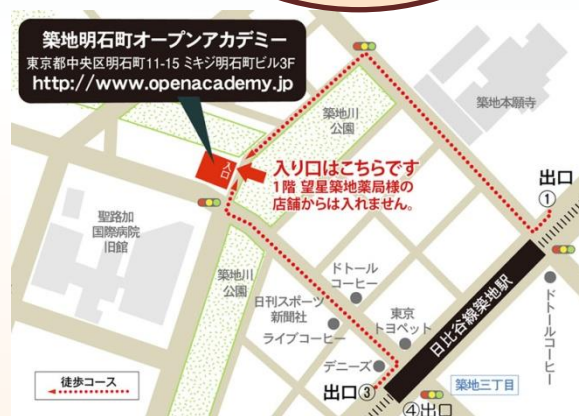 築地明石町オープンアカデミー
東京都中央区明石町11-15 ミキジ明石町ビル3F
http://www.openacademy.jp
築地川
公園
築地本願寺
入口
入り口はこちらです
1階 望星築地薬局様の
店舗からは入れません。
出口
①
聖路加
国際病院
旧館
築地川
公園
ドトール
コーヒー
日刊スポーツ
新聞社
ライブコーヒー
東京
トヨペット
デニーズ
日比谷線築地駅
ドトールコーヒー
出口③
④出口
築地三丁目
徒歩コース